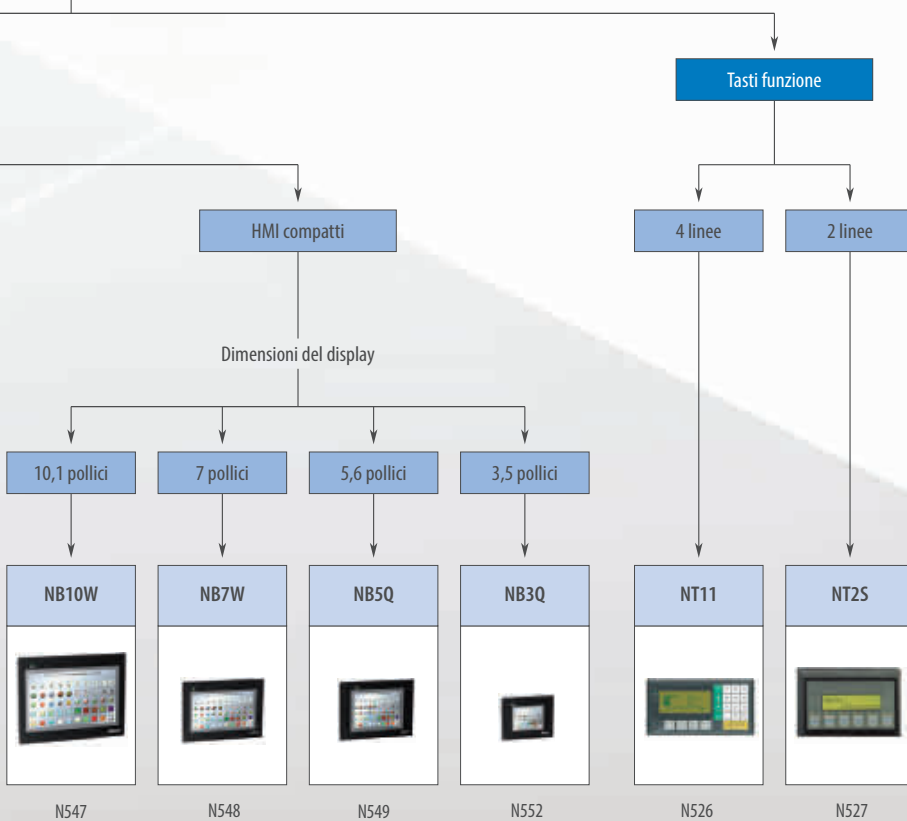 Tasti funzione
HMI compatti
4 linee
2 linee
Dimensioni del display
10,1 pollici
7 pollici
5,6 pollici
3,5 pollici
NB10W
NB7W
NB5Q
NB3Q
NT11
NT2S
N547
N548
N549
N552
N526
N527